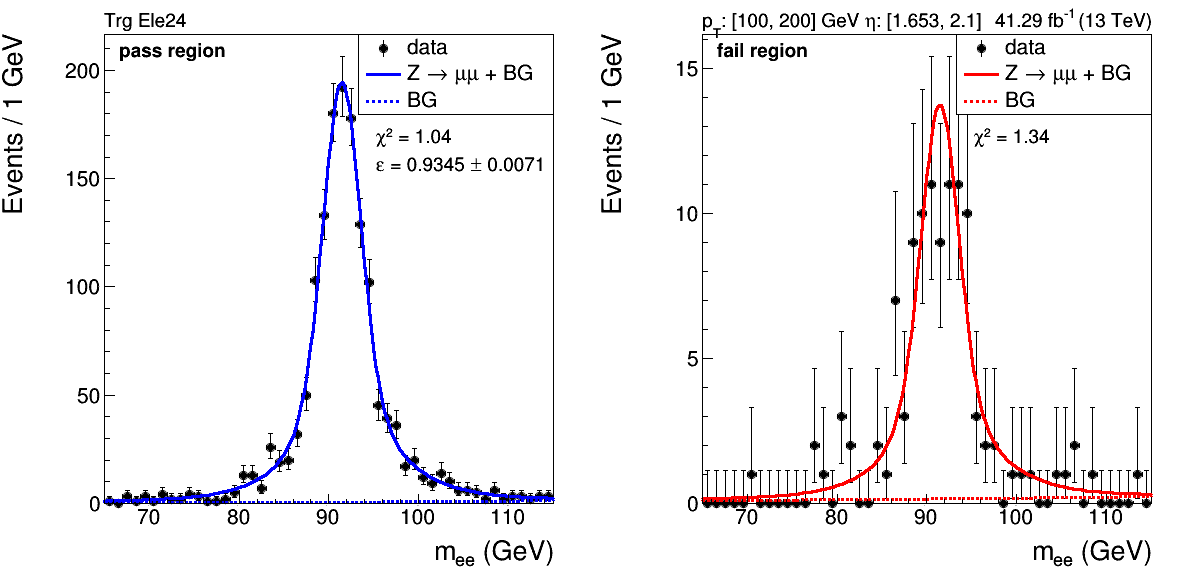 Trg Ele24
Events / 1 GeV
pass region
data
Z → μμ + BG
BG
χ² = 1.04
ε = 0.9345 ± 0.0071
200
150
100
50
0
70 80 90 100 110
m_ee (GeV)
p_T: [100, 200] GeV η: [1.653, 2.1] 41.29 fb⁻¹ (13 TeV)
Events / 1 GeV
fail region
data
Z → μμ + BG
BG
χ² = 1.34
15
10
5
0
70 80 90 100 110
m_ee (GeV)